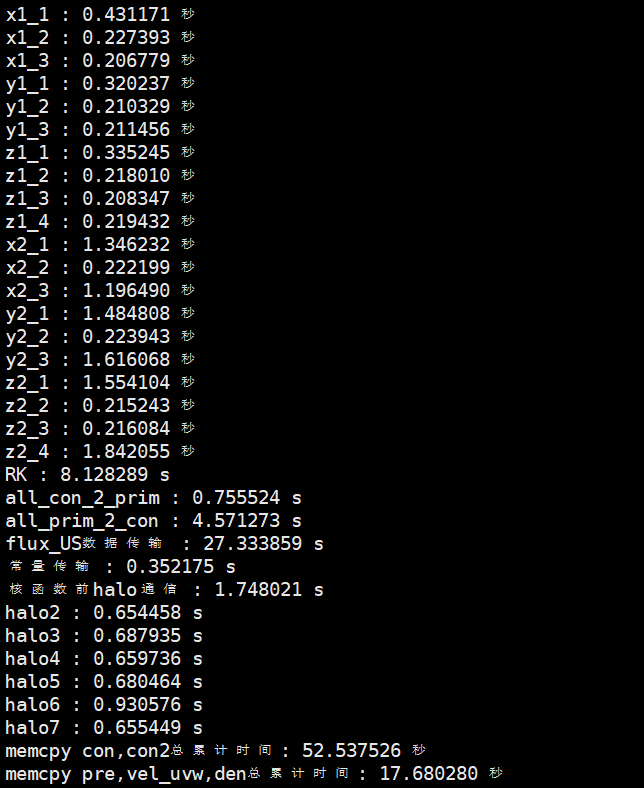 x1_1 : 0.431171 秒
x1_2 : 0.227393 秒
x1_3 : 0.206779 秒
y1_1 : 0.320237 秒
y1_2 : 0.210329 秒
y1_3 : 0.211456 秒
z1_1 : 0.335245 秒
z1_2 : 0.218010 秒
z1_3 : 0.208347 秒
z1_4 : 0.219432 秒
x2_1 : 1.346232 秒
x2_2 : 0.222199 秒
x2_3 : 1.196490 秒
y2_1 : 1.484808 秒
y2_2 : 0.223943 秒
y2_3 : 1.616068 秒
z2_1 : 1.554104 秒
z2_2 : 0.215243 秒
z2_3 : 0.216084 秒
z2_4 : 1.842055 秒
RK : 8.128289 s
all_con_2_prim : 0.755524 s
all_prim_2_con : 4.571273 s
flux_US数据传输 : 27.333859 s
常量传输 : 0.352175 s
核函数前halo通信 : 1.748021 s
halo2 : 0.654458 s
halo3 : 0.687935 s
halo4 : 0.659736 s
halo5 : 0.680464 s
halo6 : 0.930576 s
halo7 : 0.655449 s
memcpy con,con2总累计时间: 52.537526 秒
memcpy pre,vel_uvw,den总累计时间: 17.680280 秒